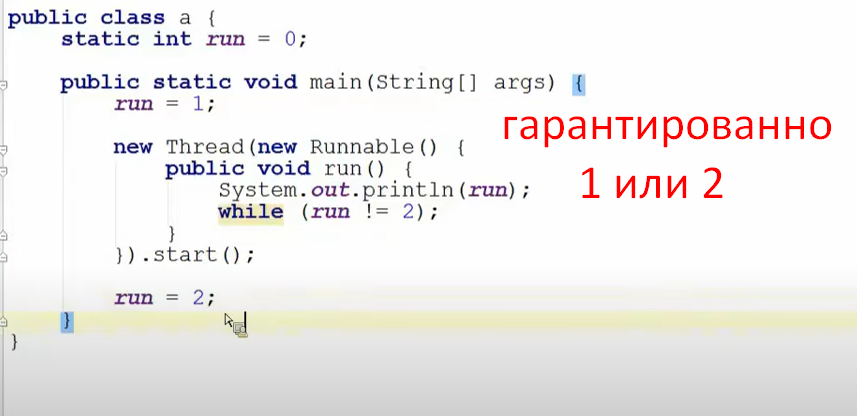 public class a {
static int run = 0;
public static void main(String[] args) {
run = 1;
new Thread(new Runnable() {
public void run() {
System.out.println(run);
while (run != 2);
}
}).start();
run = 2;
}
}
гарантированно
1 или 2